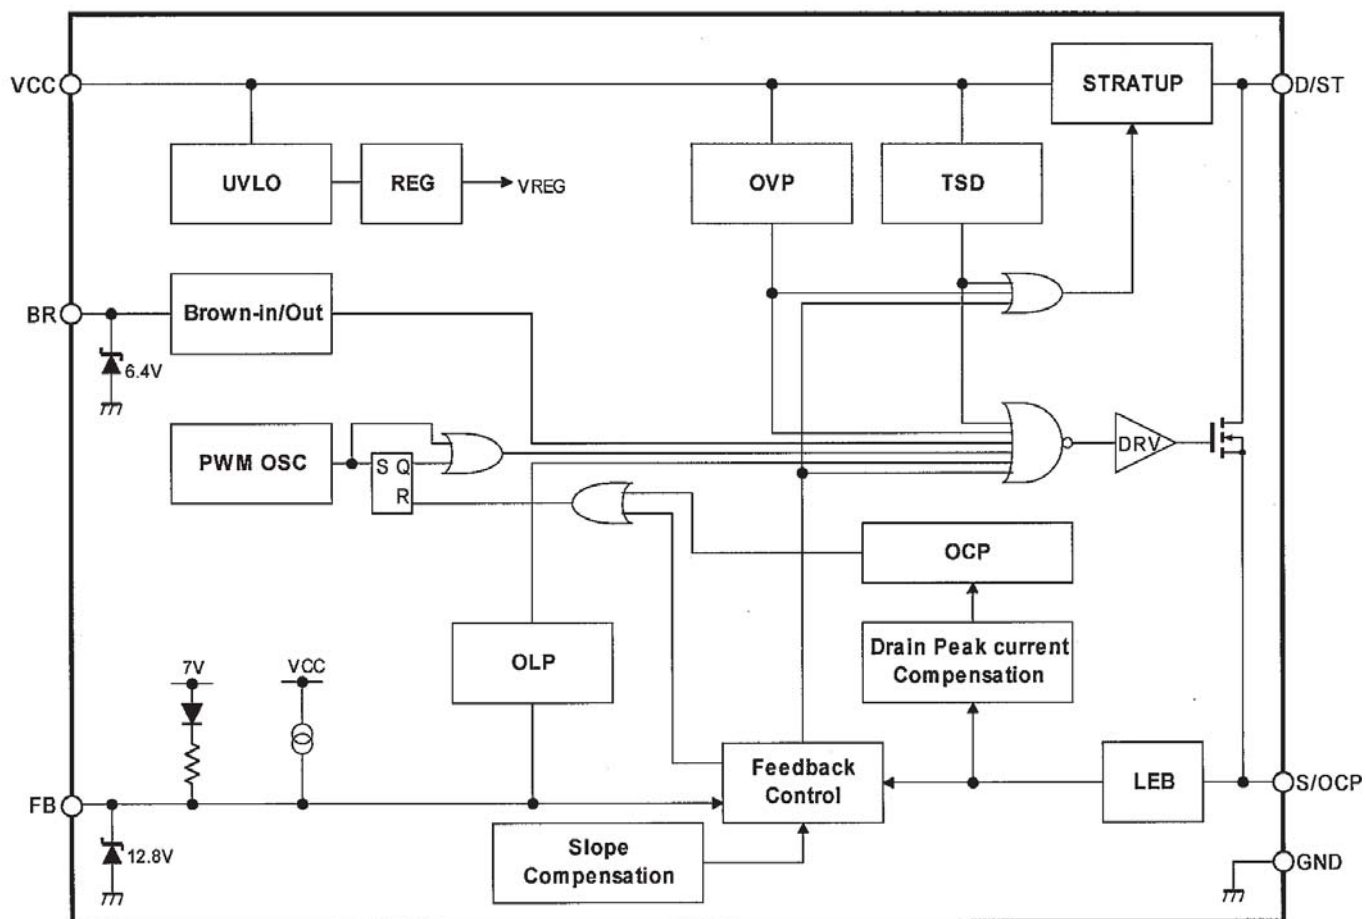 VCC
STRATUP
D/ST
UVLO
REG
VREG
OVP
TSD
BR
Brown-in/Out
6.4V
PWM OSC
S Q
R
DRV
OCP
OLP
Drain Peak current
Compensation
7V
VCC
Feedback
Control
LEB
S/OCP
FB
12.8V
Slope
Compensation
GND